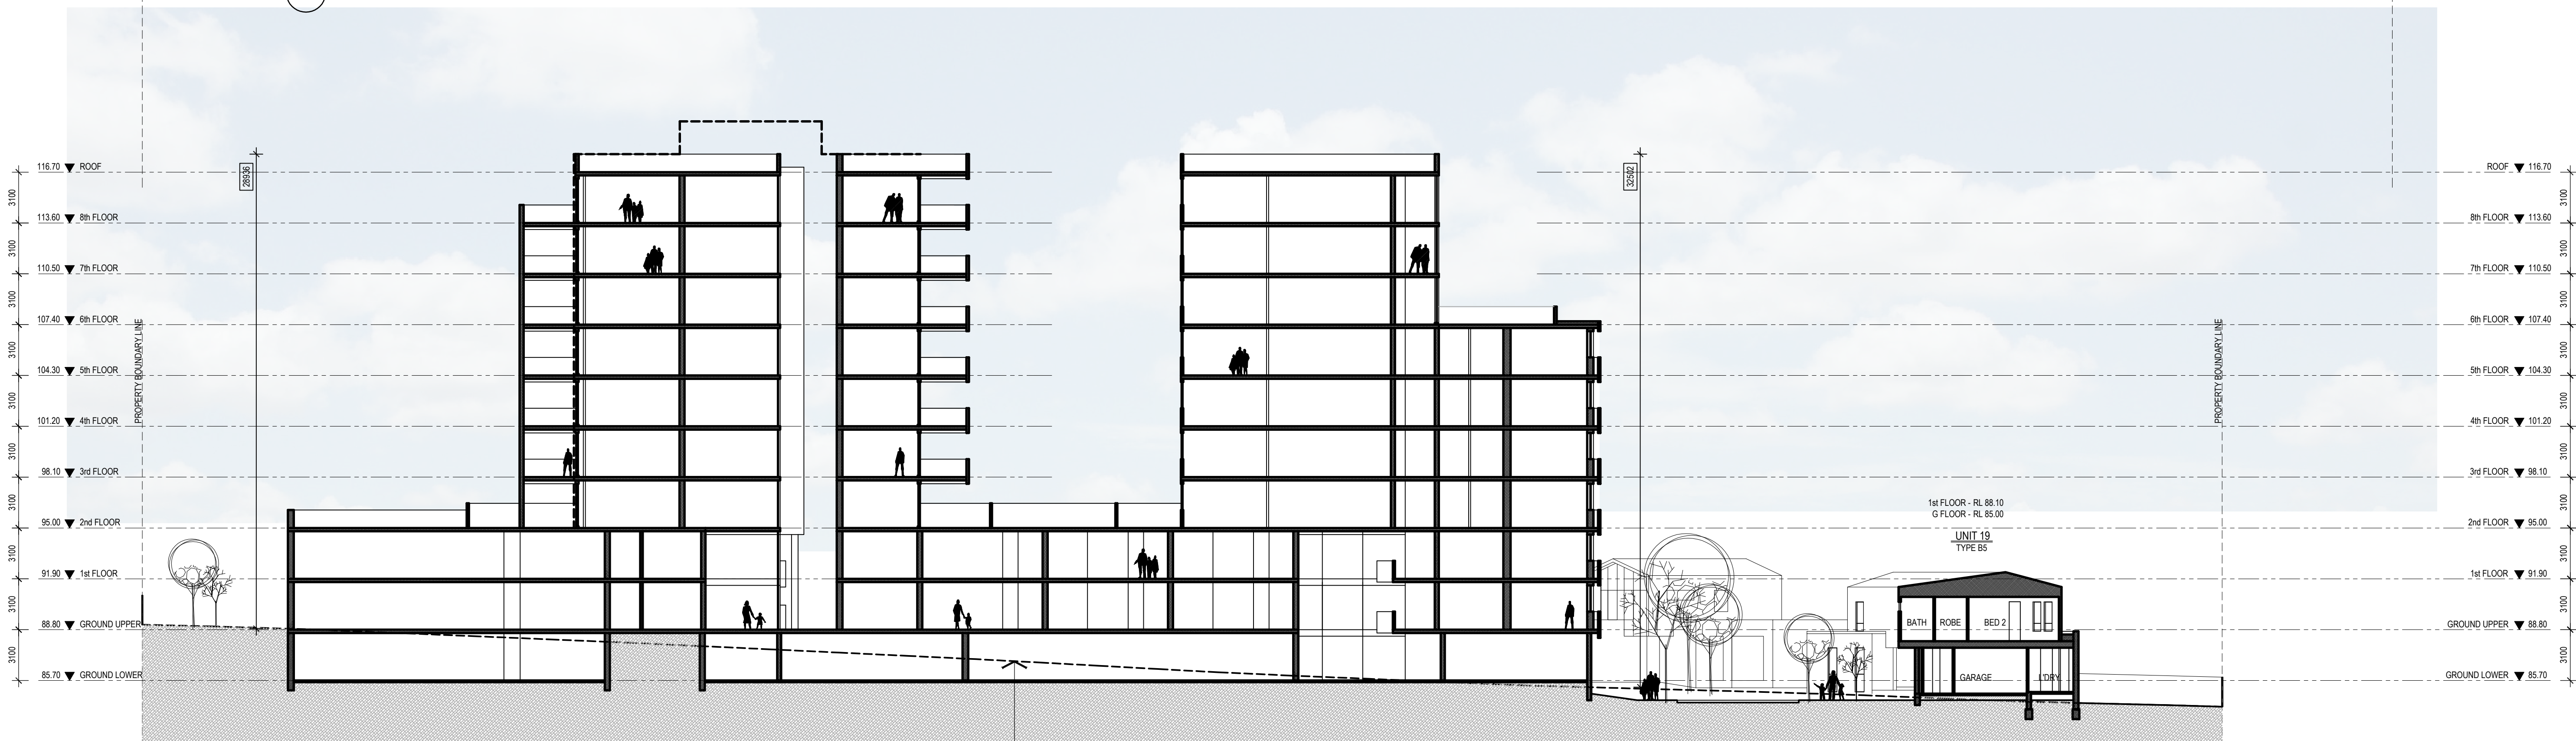 116.70 ROOF
3100
113.60 8th FLOOR
3100
110.50 7th FLOOR
3100
107.40 6th FLOOR
3100
104.30 5th FLOOR
3100
101.20 4th FLOOR
3100
98.10 3rd FLOOR
3100
95.00 2nd FLOOR
3100
91.90 1st FLOOR
3100
88.80 GROUND UPPER
3100
85.70 GROUND LOWER
PROPERTY BOUNDARY LINE
28936
32502
1st FLOOR - RL 88.10
G FLOOR - RL 85.00
UNIT 19
TYPE B5
BATH ROBE BED 2
GARAGE L'DRY
PROPERTY BOUNDARY LINE
ROOF 116.70
3100
8th FLOOR 113.60
3100
7th FLOOR 110.50
3100
6th FLOOR 107.40
3100
5th FLOOR 104.30
3100
4th FLOOR 101.20
3100
3rd FLOOR 98.10
3100
2nd FLOOR 95.00
3100
1st FLOOR 91.90
3100
GROUND UPPER 88.80
3100
GROUND LOWER 85.70